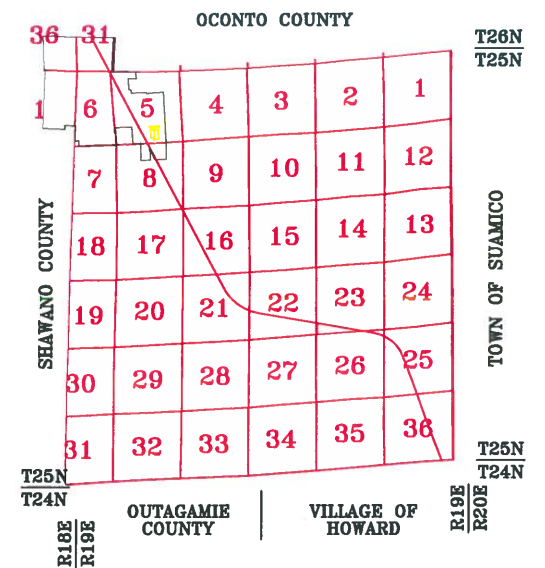 OCONTO COUNTY
36 31
T26N
T25N
1 6 5 4 3 2 1
7 8 9 10 11 12
18 17 16 15 14 13
19 20 21 22 23 24
30 29 28 27 26 25
31 32 33 34 35 36
SHAWANO COUNTY
TOWN OF SUAMICO
T25N
T24N
T25N
T24N
OUTAGAMIE
COUNTY
VILLAGE OF
HOWARD
R18E
R19E
R19E
R20E